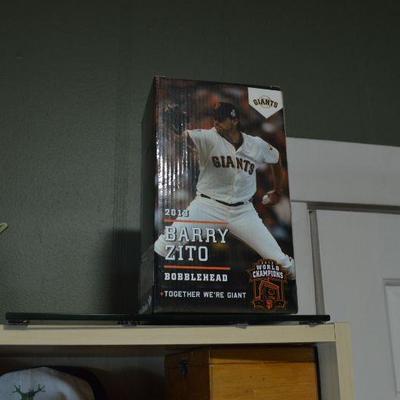 GIANTS
GIANTS
2013
BARRY
ZITO
BOBBLEHEAD
WORLD
CHAMPIONS
TOGETHER WE'RE GIANT